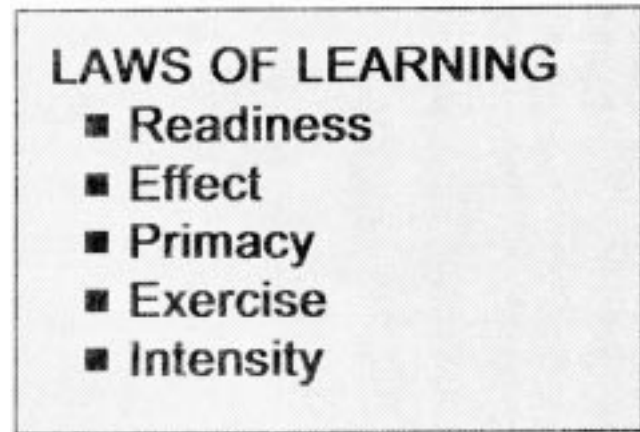 LAWS OF LEARNING
■ Readiness
■ Effect
■ Primacy
■ Exercise
■ Intensity